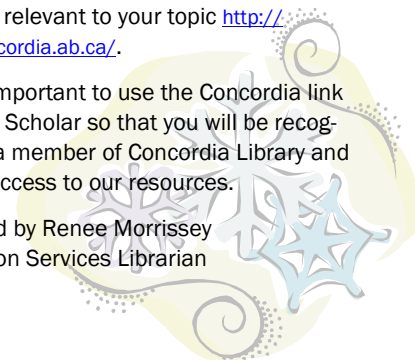 relevant to your topic http://
cordia.ab.ca/.
mportant to use the Concordia link
Scholar so that you will be recog-
a member of Concordia Library and
ccess to our resources.
d by Renee Morrissey
on Services Librarian